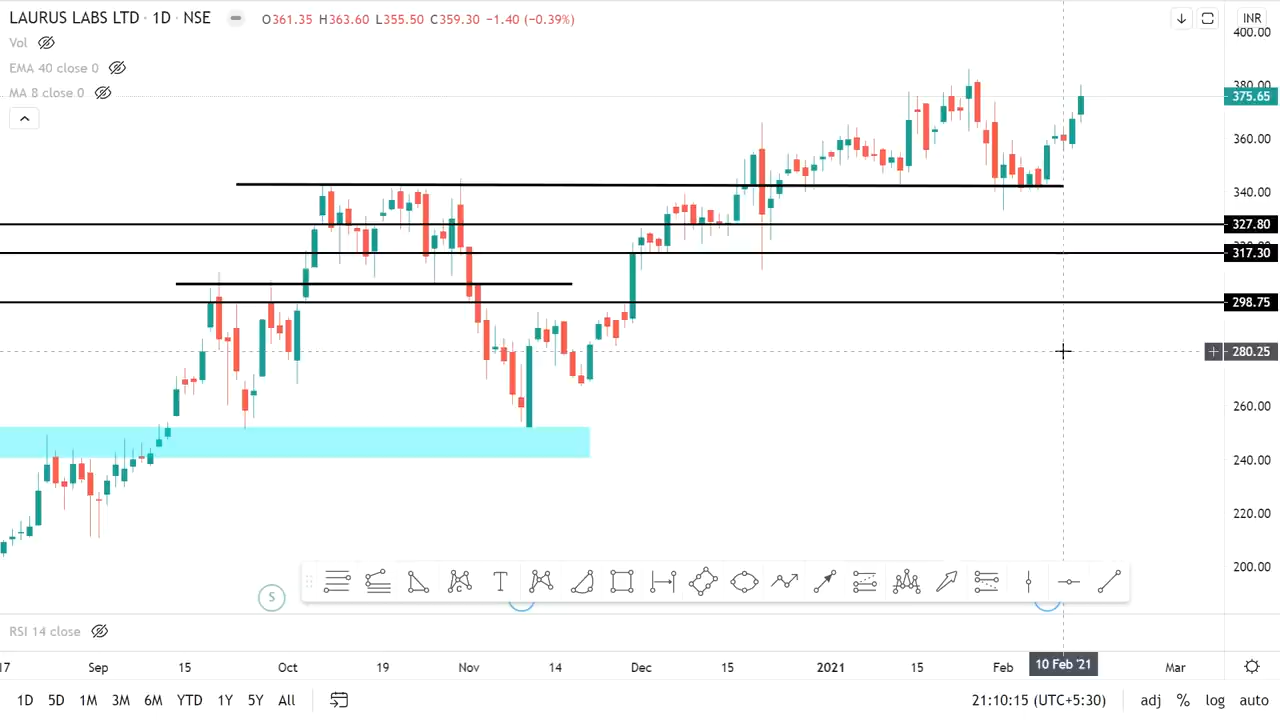 LAURUS LABS LTD · 1D · NSE O361.35 H363.60 L355.50 C359.30 −1.40 (−0.39%) INR
Vol
EMA 40 close 0
MA 8 close 0
400.00
380.00
375.65
360.00
340.00
327.80
317.30
298.75
280.25
260.00
240.00
220.00
200.00
T
C
S
RSI 14 close
17 Sep 15 Oct 19 Nov 14 Dec 15 2021 15 Feb 10 Feb '21 Mar
1D 5D 1M 3M 6M YTD 1Y 5Y All 21:10:15 (UTC+5:30) adj % log auto